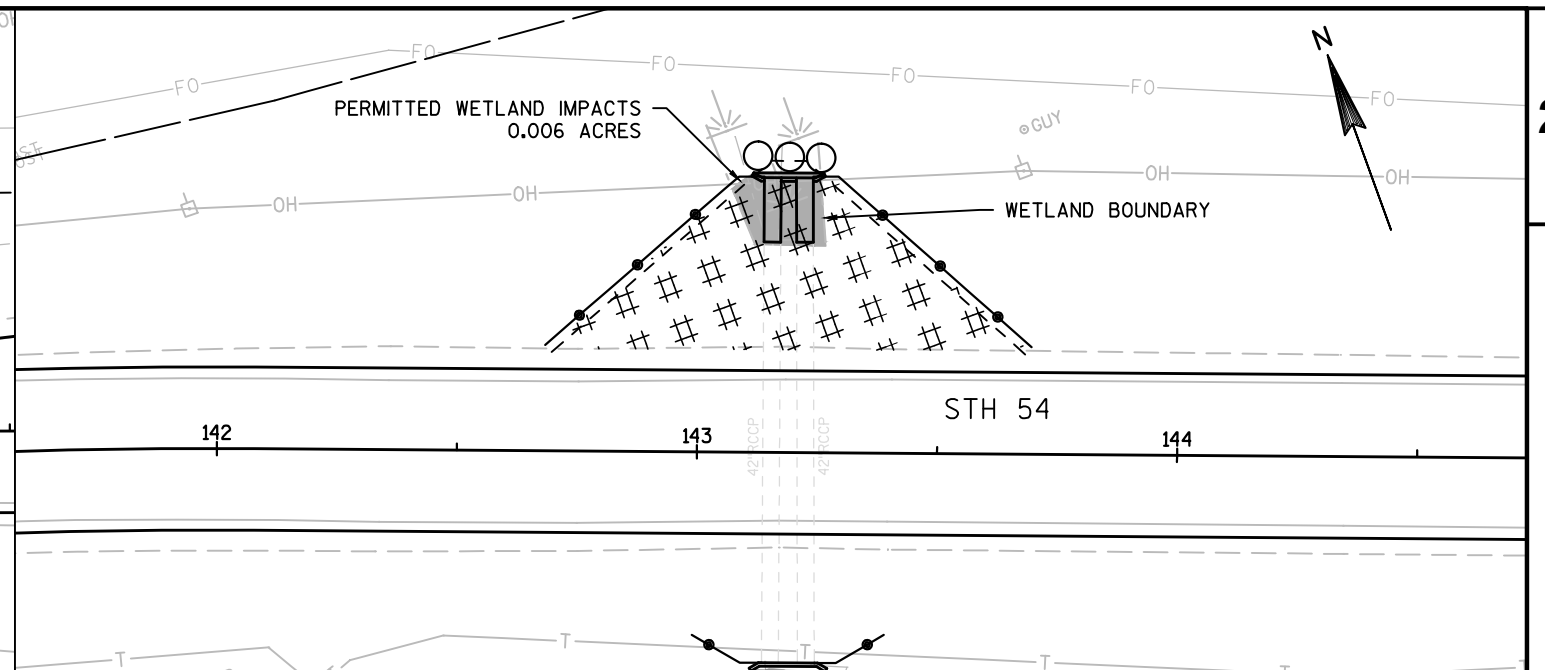 N
FO
FO
FO
FO
FO
FO
PERMITTED WETLAND IMPACTS
0.006 ACRES
GUY
OH
OH
OH
OH
WETLAND BOUNDARY
STH 54
142
143
144
42"RCCP
42"RCCP
T
T
T
T